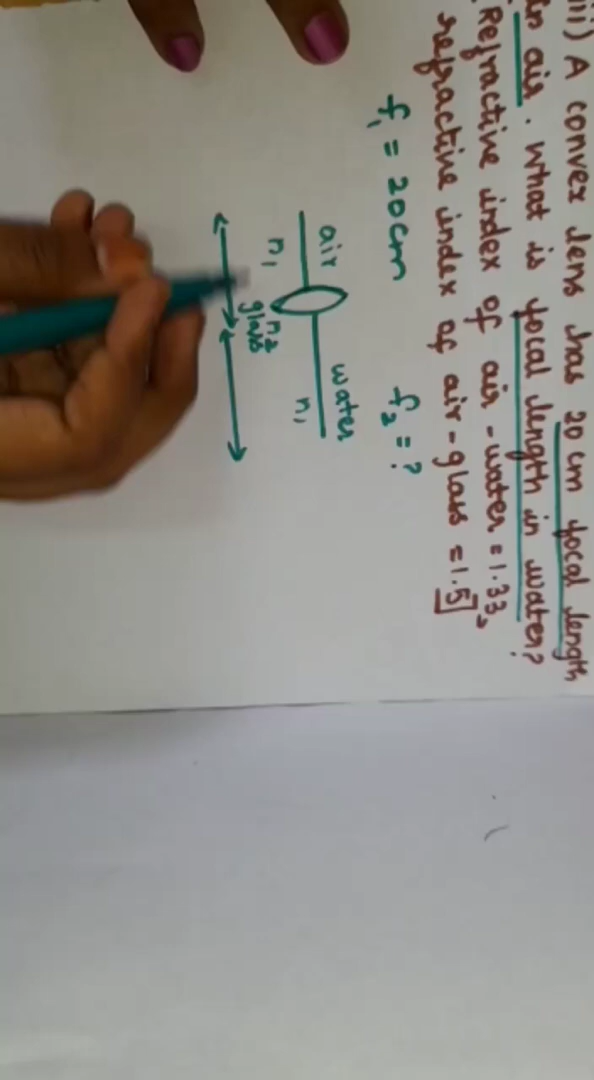 iii) A convex lens has 20 cm focal length
in air. What is focal length in water?
Refractive index of air-water = 1.33,
refractive index of air-glass = 1.5]
f₁ = 20cm f₂ = ?
air water
n₁ n₂ n₁
glass